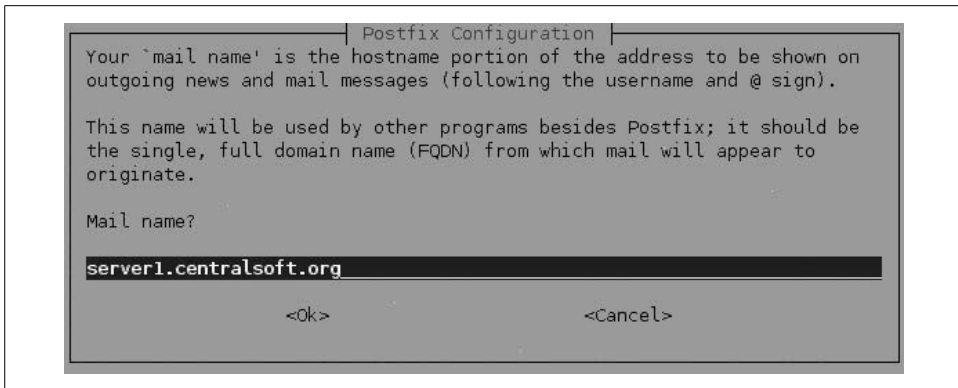 Postfix Configuration
Your `mail name' is the hostname portion of the address to be shown on
outgoing news and mail messages (following the username and @ sign).
This name will be used by other programs besides Postfix; it should be
the single, full domain name (FQDN) from which mail will appear to
originate.
Mail name?
server1.centralsoft.org
<Ok> <Cancel>